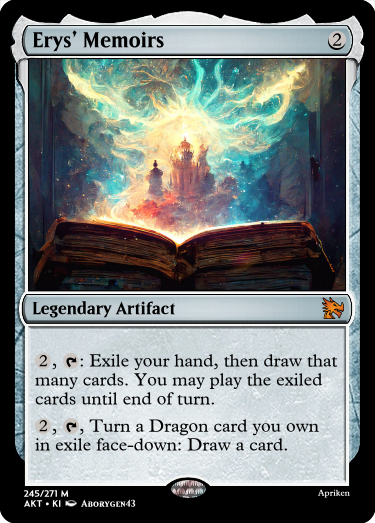 Erys' Memoirs 2
Legendary Artifact
2, : Exile your hand, then draw that
many cards. You may play the exiled
cards until end of turn.
2, , Turn a Dragon card you own
in exile face-down: Draw a card.
245/271 M
AKT • KI Aborygen43
Apriken